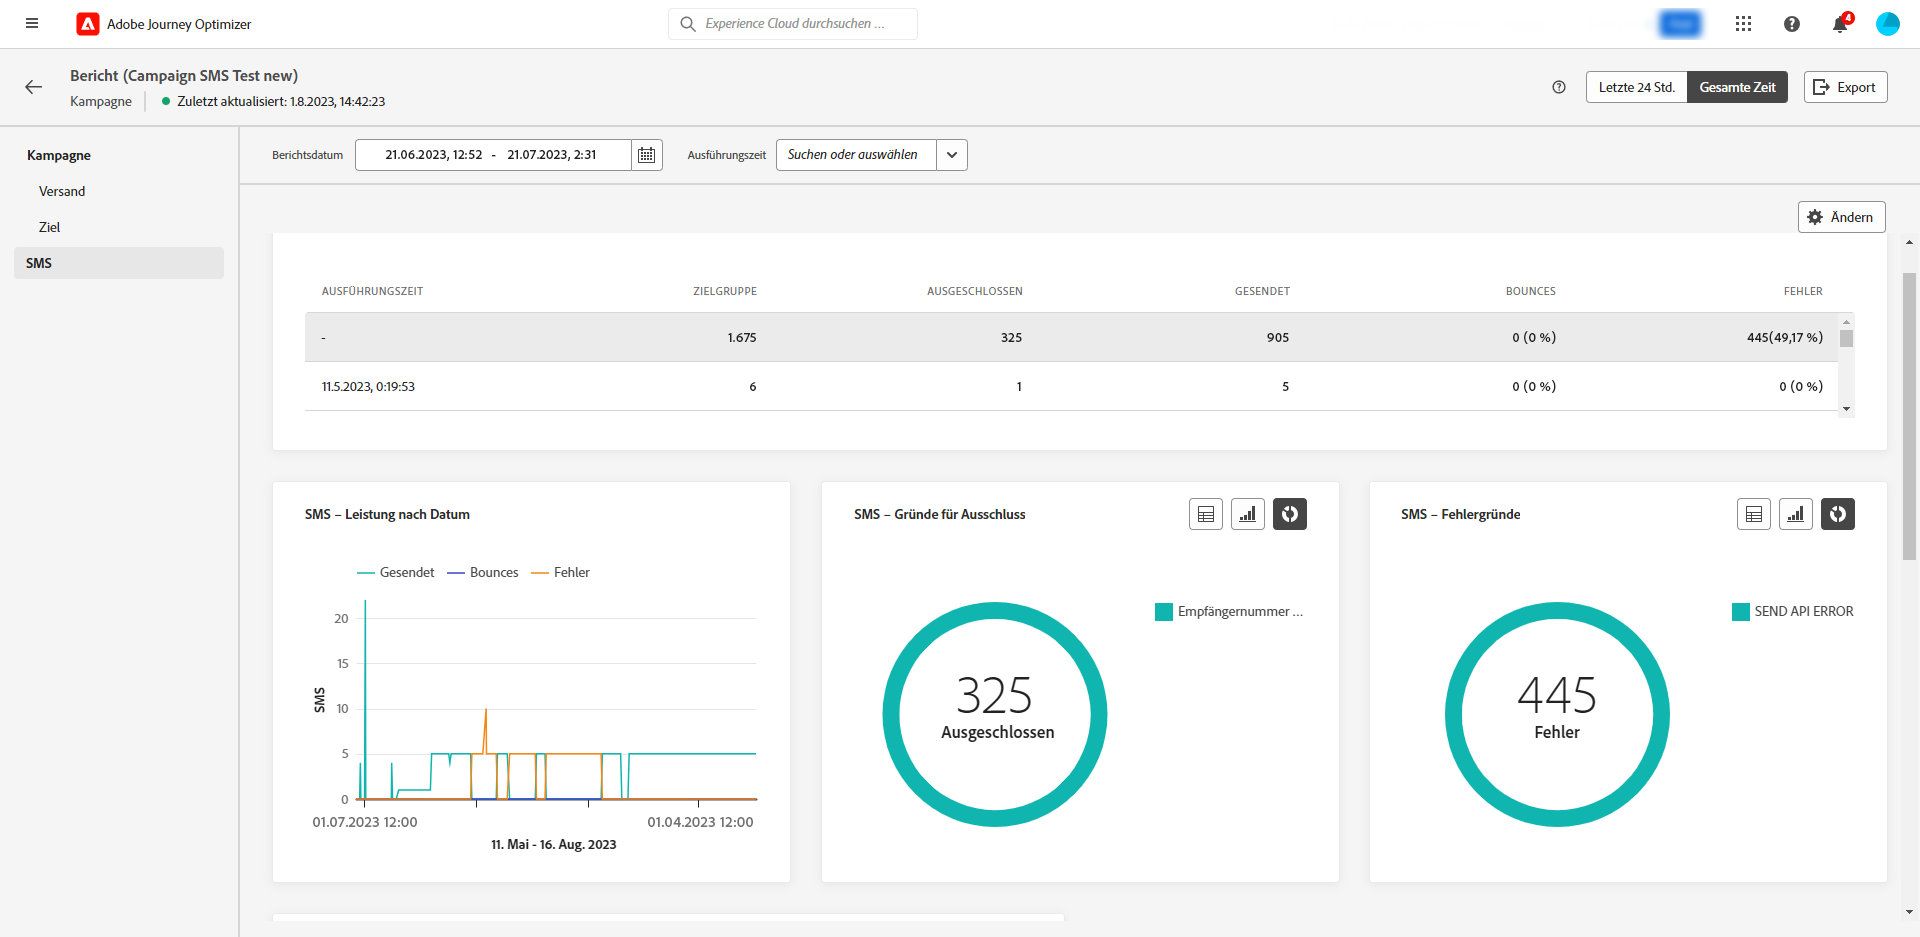 Adobe Journey Optimizer
Experience Cloud durchsuchen ...
4
Bericht (Campaign SMS Test new)
Kampagne
Zuletzt aktualisiert: 1.8.2023, 14:42:23
Letzte 24 Std.
Gesamte Zeit
Export
Kampagne
Versand
Ziel
SMS
Berichtsdatum
21.06.2023, 12:52 - 21.07.2023, 2:31
Ausführungszeit
Suchen oder auswählen
Ändern
AUSFÜHRUNGSZEIT ZIELGRUPPE AUSGESCHLOSSEN GESENDET BOUNCES FEHLER
- 1.675 325 905 0 (0 %) 445(49,17 %)
11.5.2023, 0:19:53 6 1 5 0 (0 %) 0 (0 %)
SMS – Leistung nach Datum
Gesendet Bounces Fehler
20
15
10
5
0
SMS
01.07.2023 12:00 01.04.2023 12:00
11. Mai - 16. Aug. 2023
SMS – Gründe für Ausschluss
Empfängernummer ...
325
Ausgeschlossen
SMS – Fehlergründe
SEND API ERROR
445
Fehler